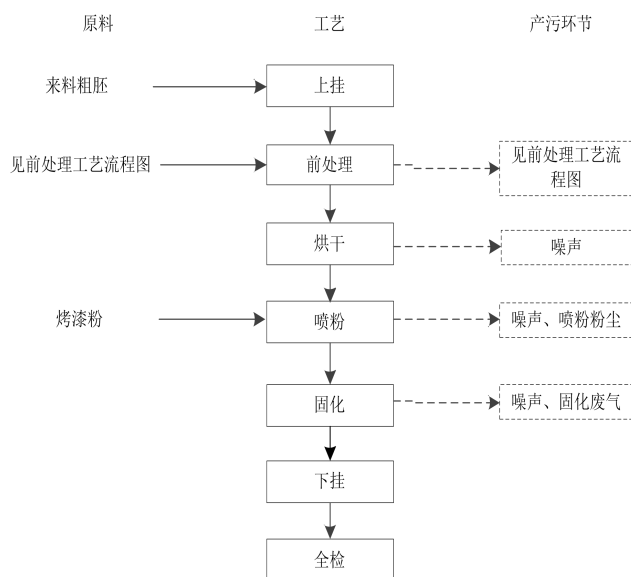 原料 工艺 产污环节
来料粗胚 上挂
见前处理工艺流程图 前处理 见前处理工艺流
程图
烘干 噪声
烤漆粉 喷粉 噪声、喷粉粉尘
固化 噪声、固化废气
下挂
全检